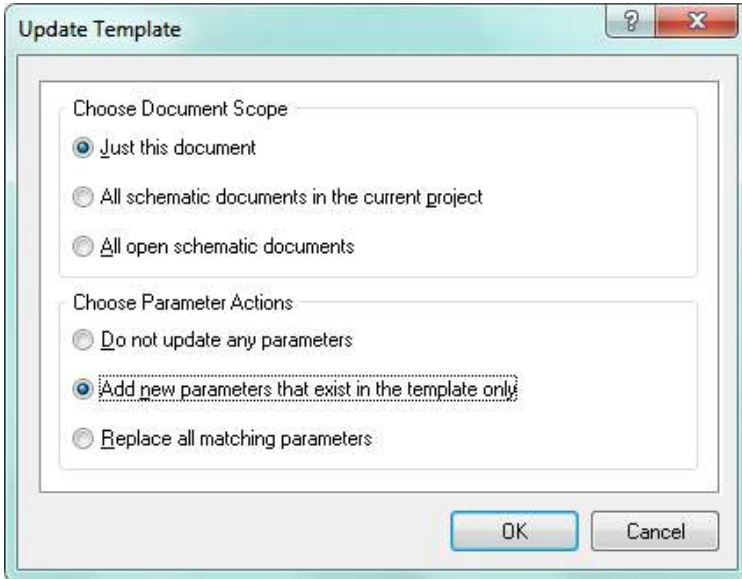 Update Template
Choose Document Scope
Just this document
All schematic documents in the current project
All open schematic documents
Choose Parameter Actions
Do not update any parameters
Add new parameters that exist in the template only
Replace all matching parameters
OK
Cancel